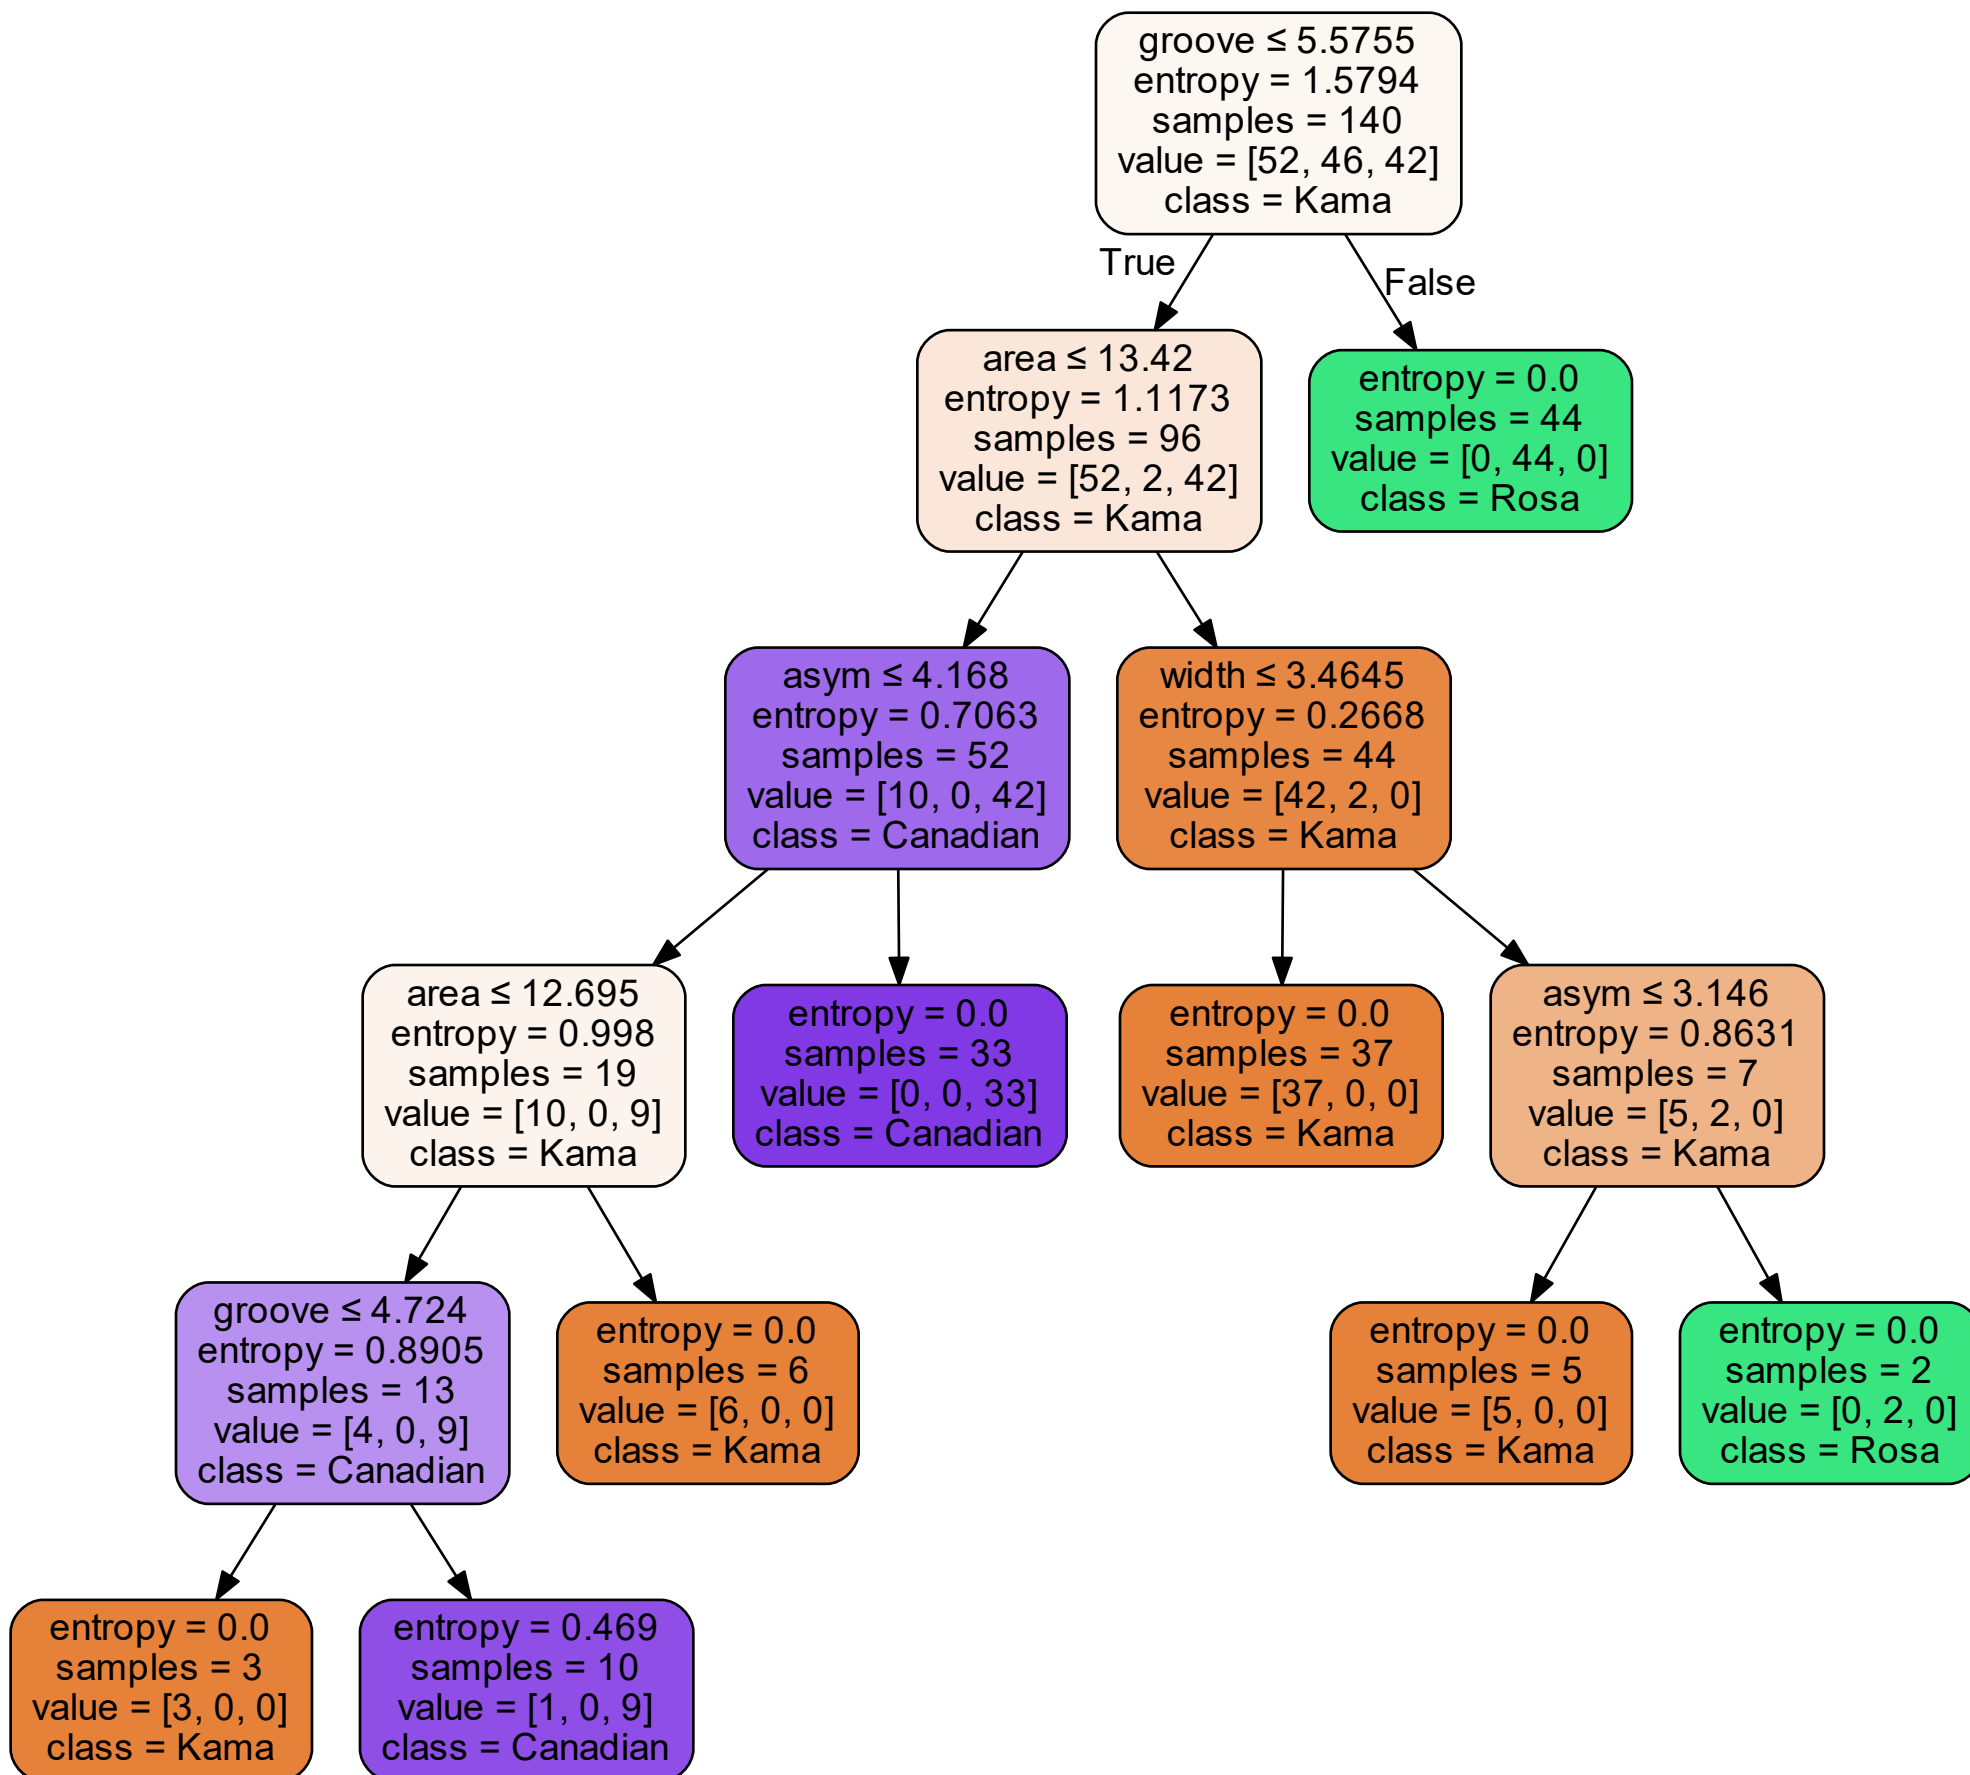 groove ≤ 5.5755
entropy = 1.5794
samples = 140
value = [52, 46, 42]
class = Kama
True
False
area ≤ 13.42
entropy = 1.1173
samples = 96
value = [52, 2, 42]
class = Kama
entropy = 0.0
samples = 44
value = [0, 44, 0]
class = Rosa
asym ≤ 4.168
entropy = 0.7063
samples = 52
value = [10, 0, 42]
class = Canadian
width ≤ 3.4645
entropy = 0.2668
samples = 44
value = [42, 2, 0]
class = Kama
area ≤ 12.695
entropy = 0.998
samples = 19
value = [10, 0, 9]
class = Kama
entropy = 0.0
samples = 33
value = [0, 0, 33]
class = Canadian
entropy = 0.0
samples = 37
value = [37, 0, 0]
class = Kama
asym ≤ 3.146
entropy = 0.8631
samples = 7
value = [5, 2, 0]
class = Kama
groove ≤ 4.724
entropy = 0.8905
samples = 13
value = [4, 0, 9]
class = Canadian
entropy = 0.0
samples = 6
value = [6, 0, 0]
class = Kama
entropy = 0.0
samples = 5
value = [5, 0, 0]
class = Kama
entropy = 0.0
samples = 2
value = [0, 2, 0]
class = Rosa
entropy = 0.0
samples = 3
value = [3, 0, 0]
class = Kama
entropy = 0.469
samples = 10
value = [1, 0, 9]
class = Canadian